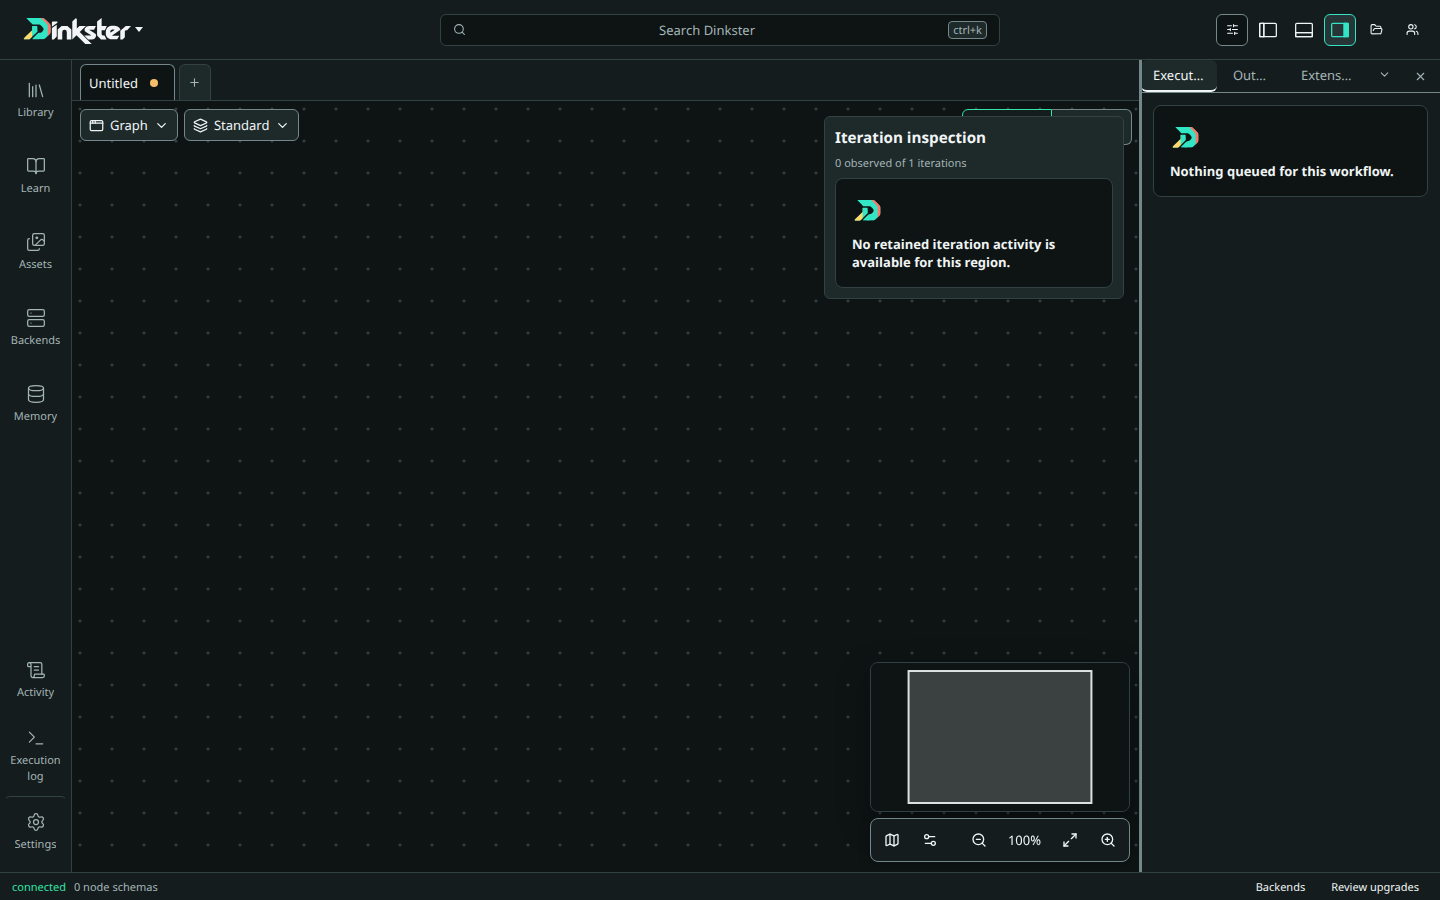 Dinkster
Search Dinkster
ctrl+k
Library
Learn
Assets
Backends
Memory
Activity
Execution
log
Settings
Untitled
Graph
Standard
Iteration inspection
0 observed of 1 iterations
No retained iteration activity is
available for this region.
100%
Execut...
Out...
Extens...
Nothing queued for this workflow.
connected
0 node schemas
Backends
Review upgrades